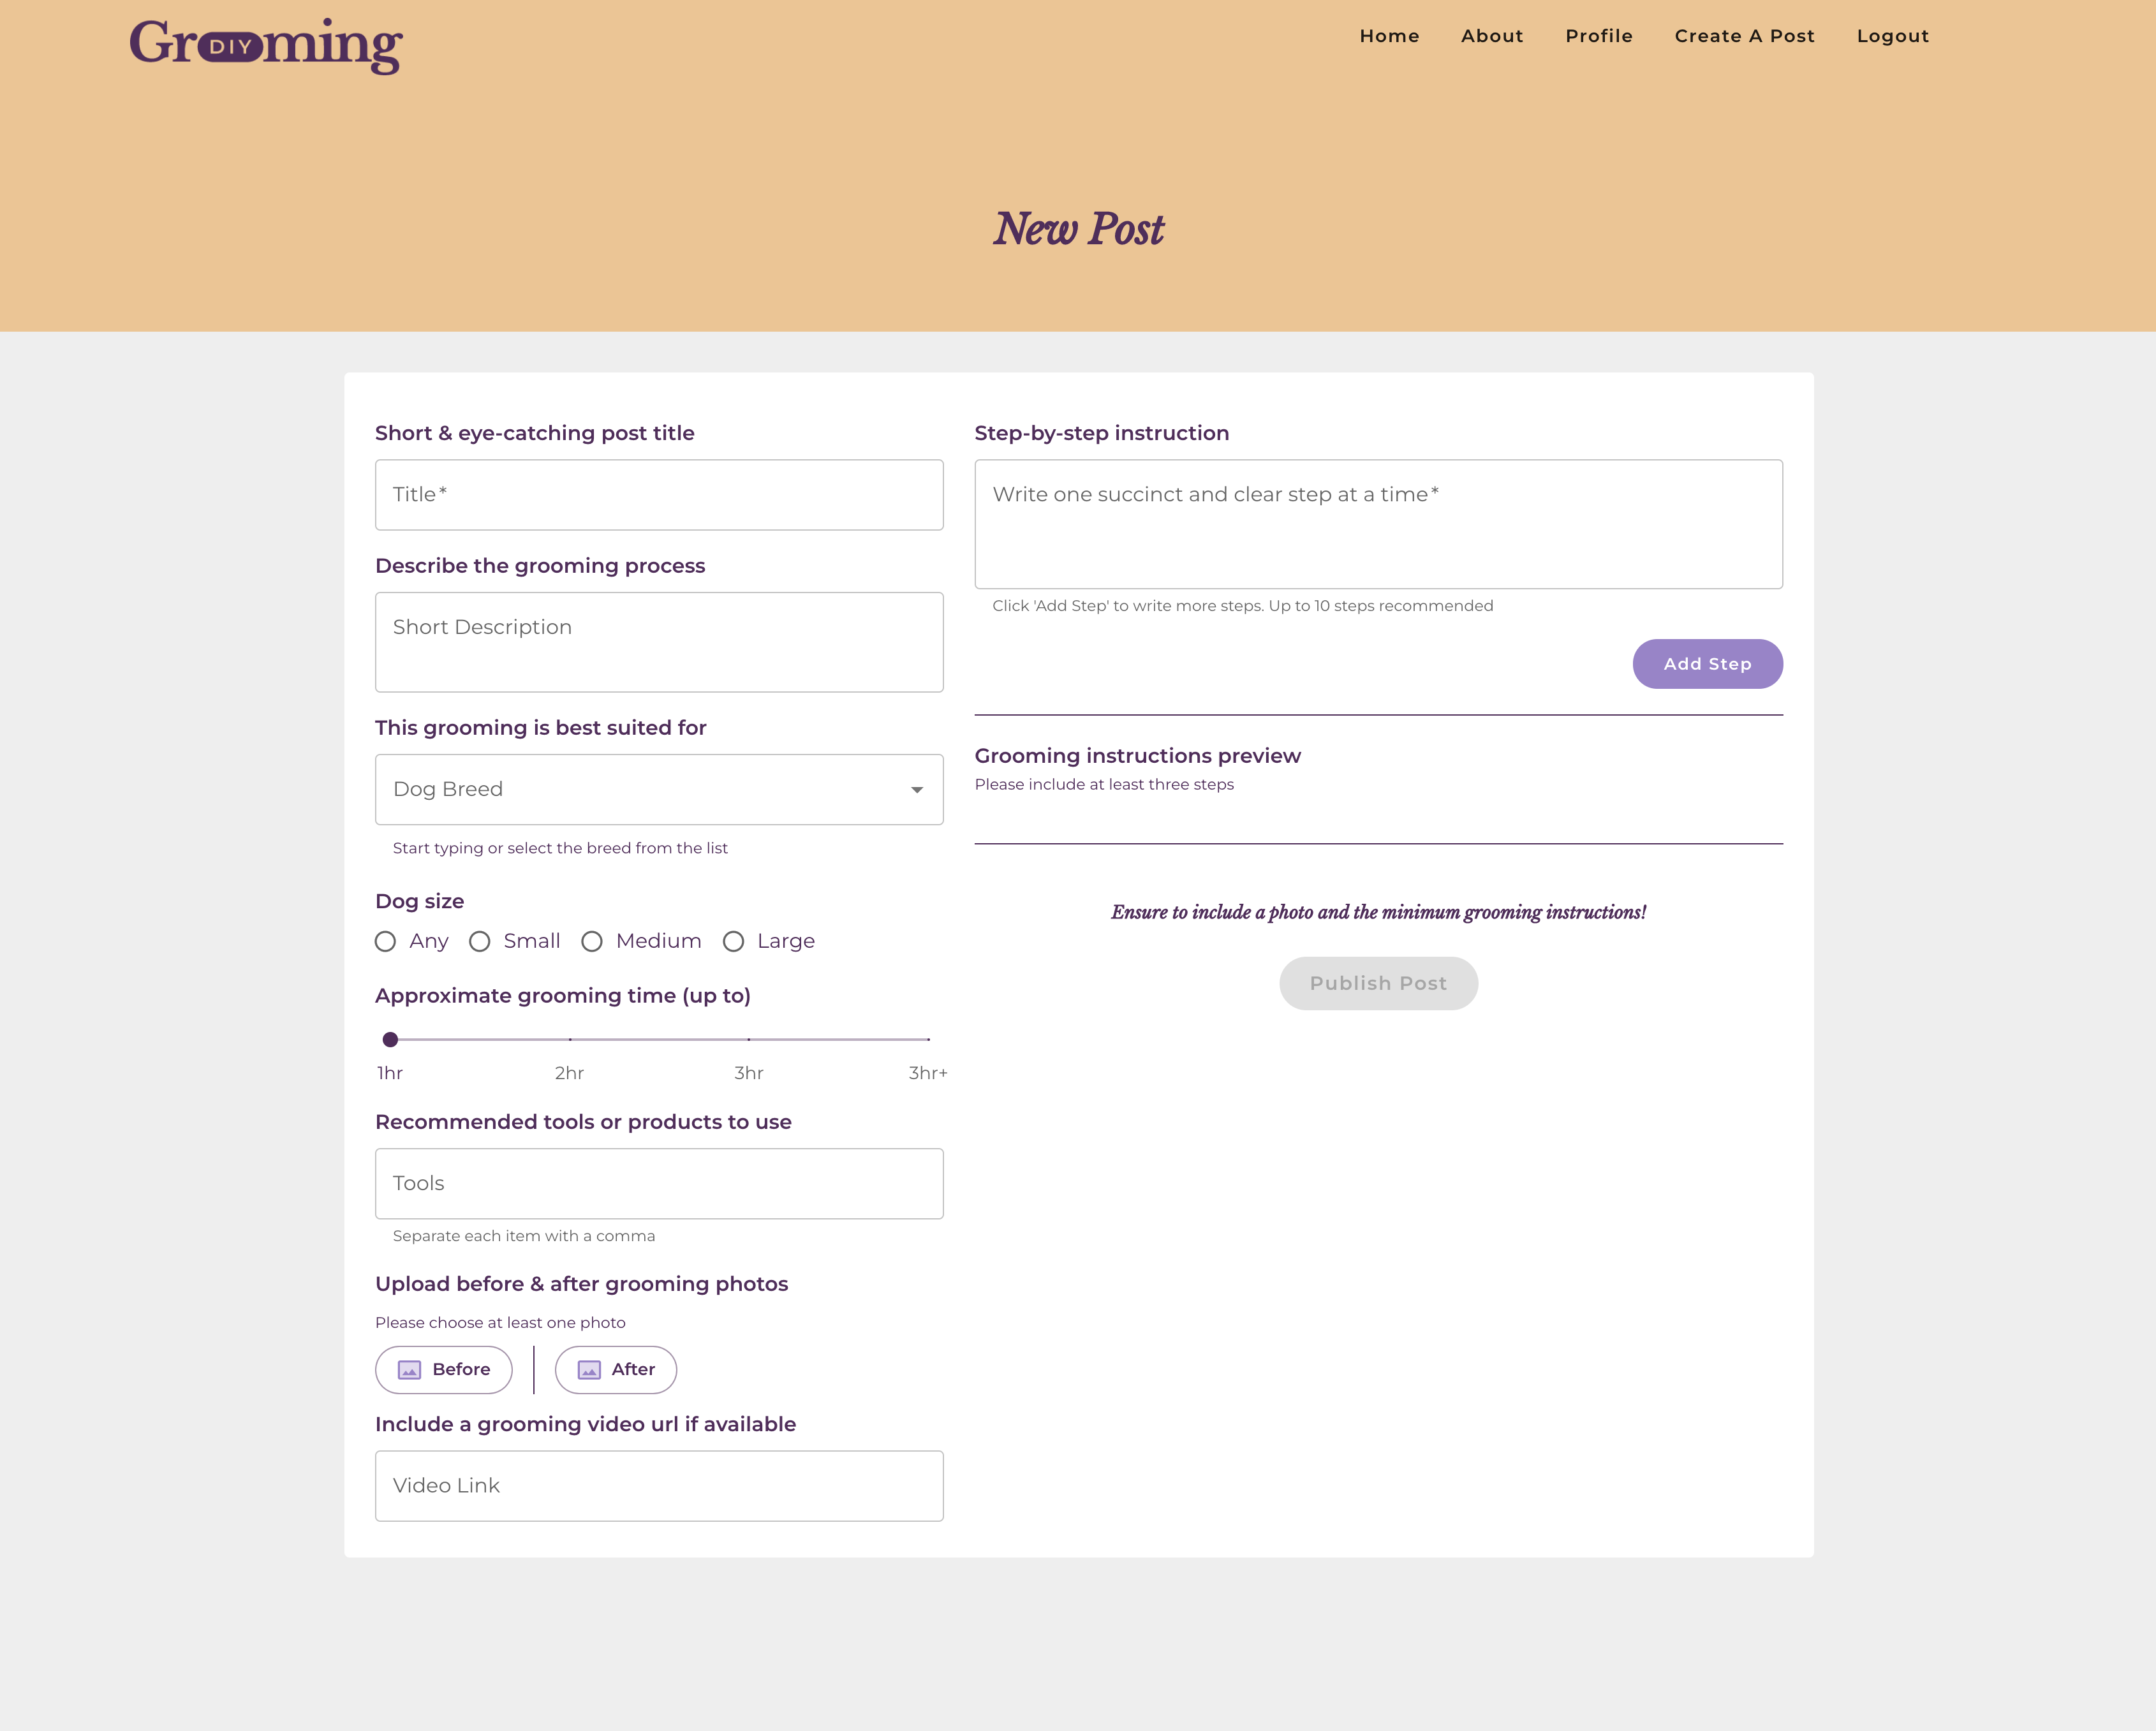 Grooming
DIY
Home About Profile Create A Post Logout
New Post
Short & eye-catching post title
Title*
Describe the grooming process
Short Description
This grooming is best suited for
Dog Breed
Start typing or select the breed from the list
Dog size
Any Small Medium Large
Approximate grooming time (up to)
1hr 2hr 3hr 3hr+
Recommended tools or products to use
Tools
Separate each item with a comma
Upload before & after grooming photos
Please choose at least one photo
Before After
Include a grooming video url if available
Video Link
Step-by-step instruction
Write one succinct and clear step at a time*
Click 'Add Step' to write more steps. Up to 10 steps recommended
Add Step
Grooming instructions preview
Please include at least three steps
Ensure to include a photo and the minimum grooming instructions!
Publish Post